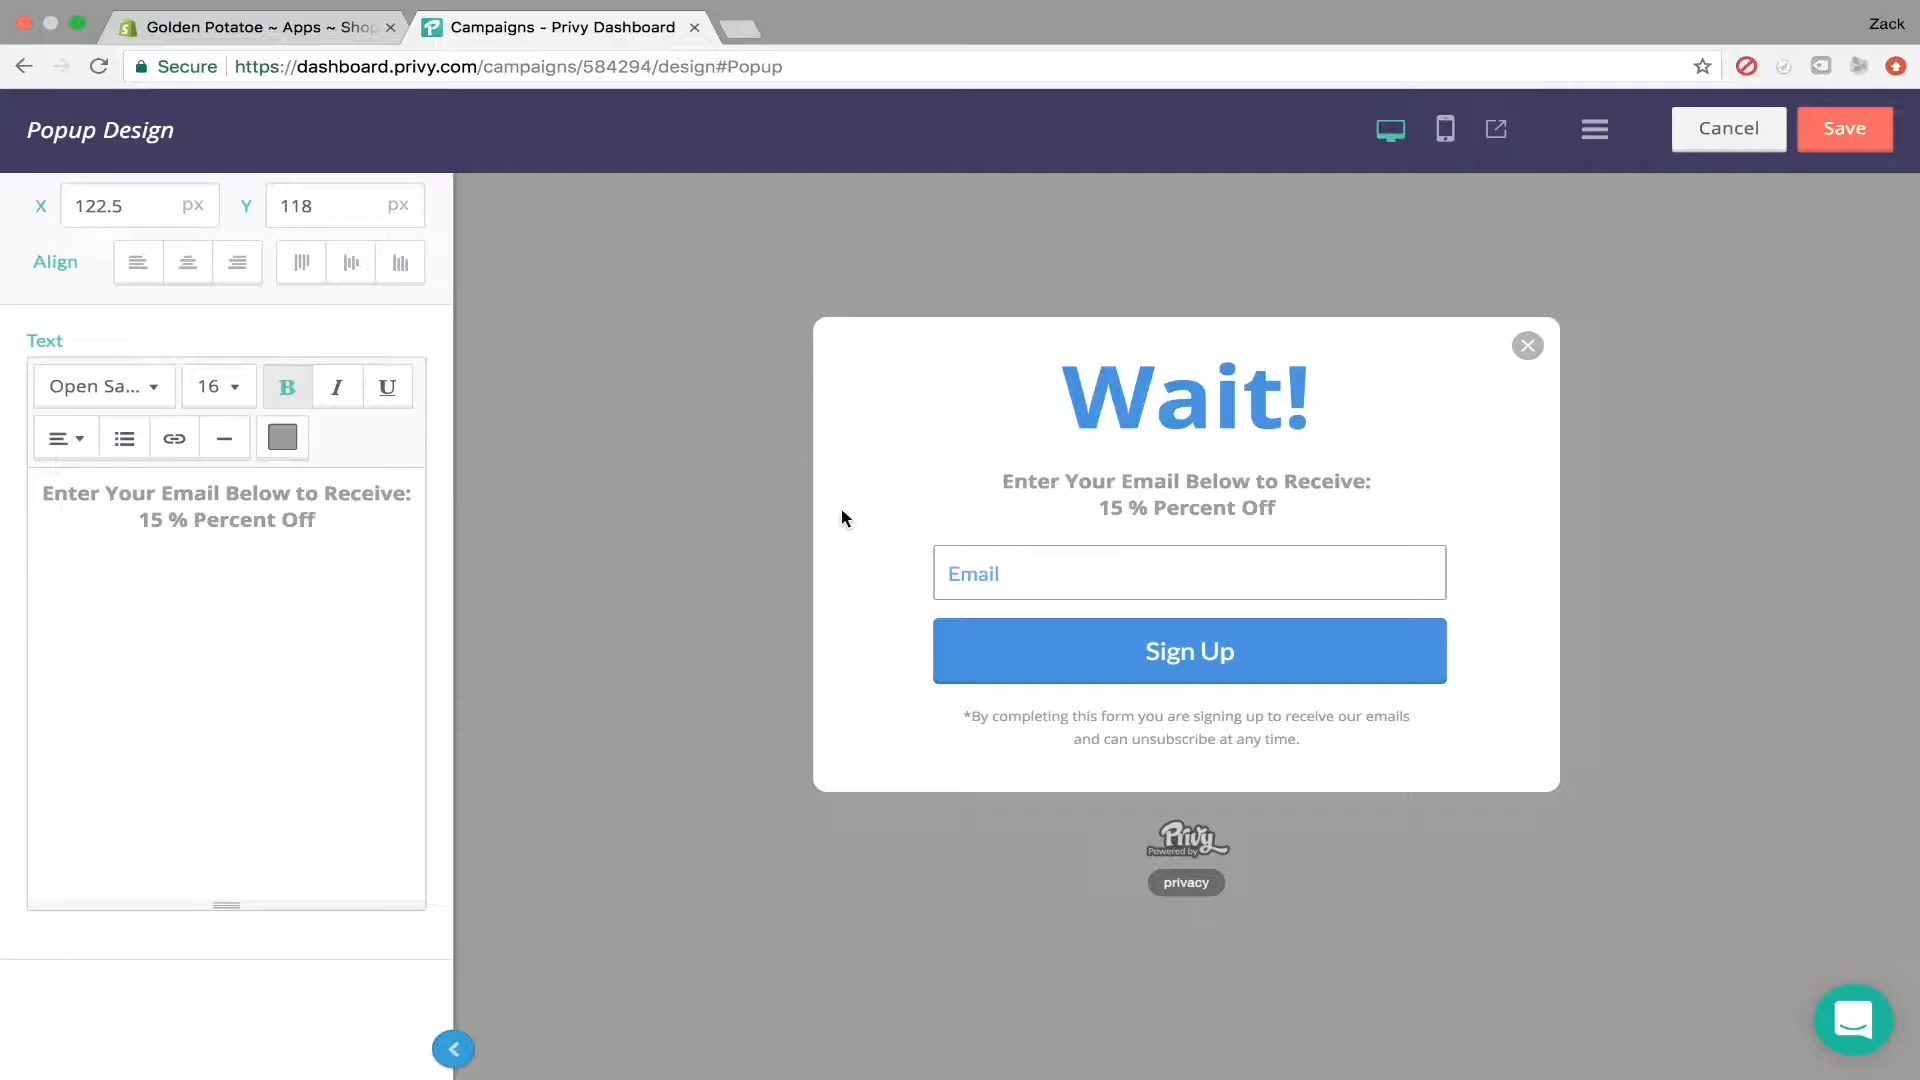 Golden Potatoe ~ Apps ~ Shop
Campaigns - Privy Dashboard
Zack
Secure
https://dashboard.privy.com/campaigns/584294/design#Popup
Popup Design
Cancel
Save
X 122.5 px Y 118 px
Align
Text
Open Sa... 16 B I U
Enter Your Email Below to Receive:
15 % Percent Off
Wait!
Enter Your Email Below to Receive:
15 % Percent Off
Email
Sign Up
*By completing this form you are signing up to receive our emails
and can unsubscribe at any time.
Privy
Powered by
privacy